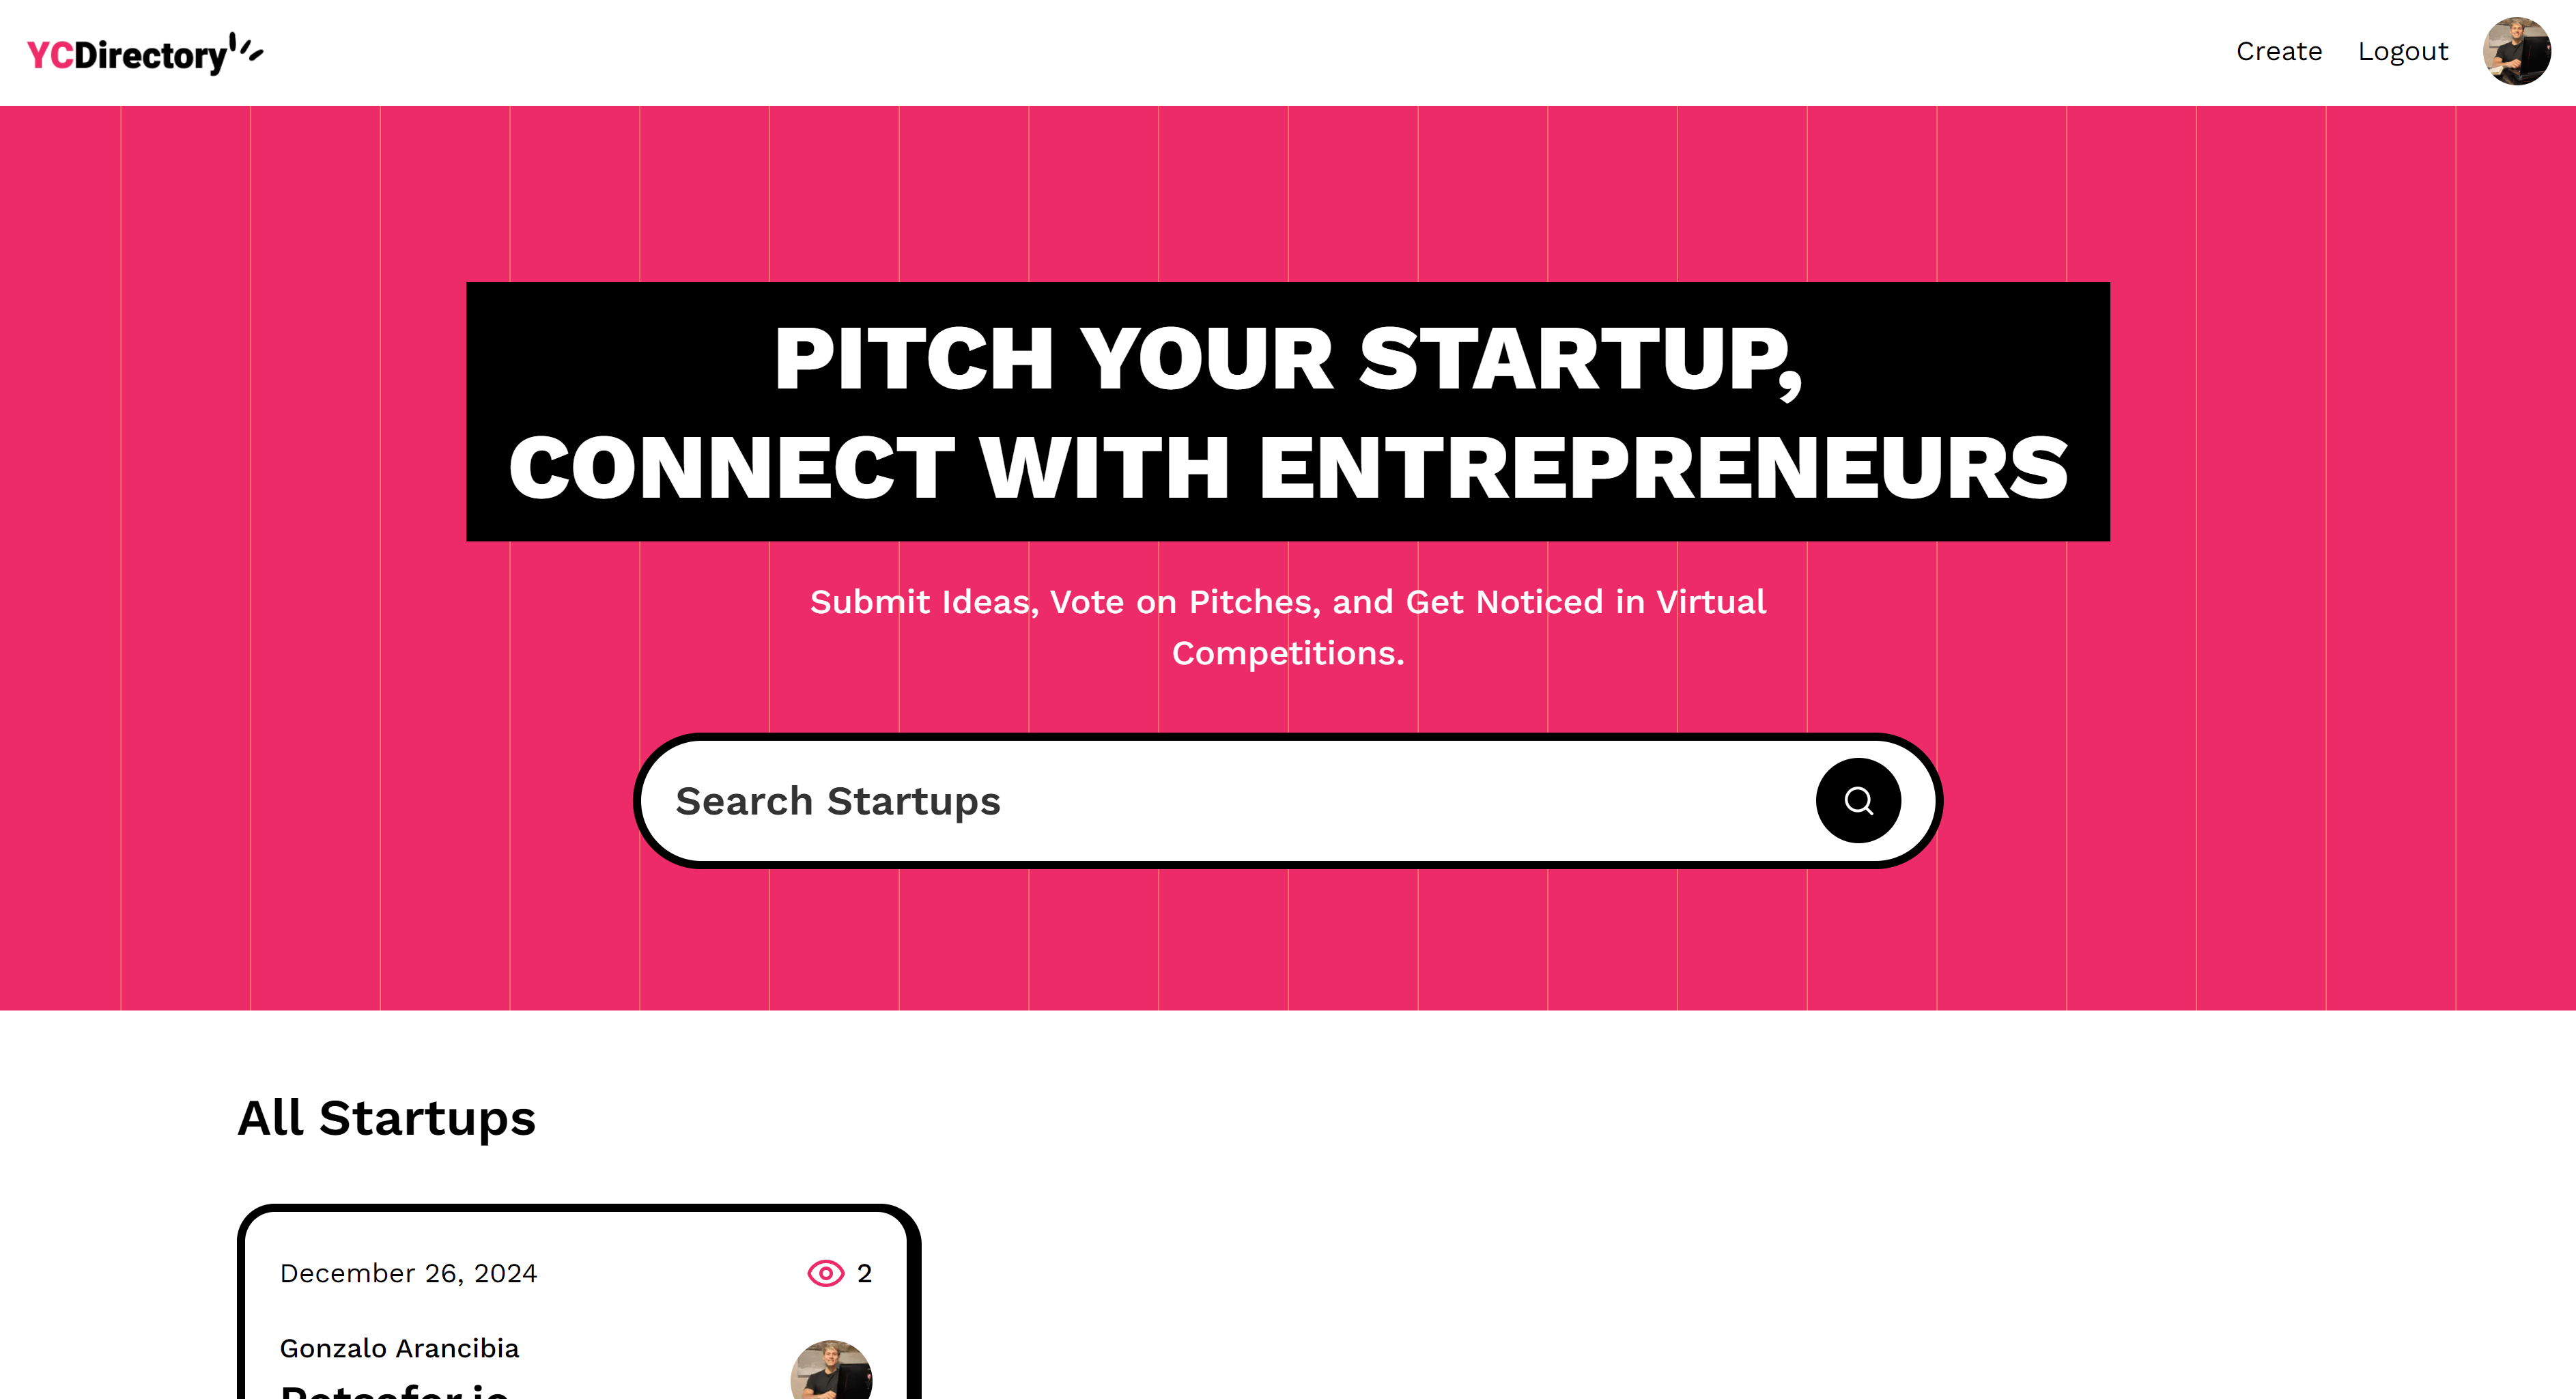 YCDirectory
Create
Logout
PITCH YOUR STARTUP,
CONNECT WITH ENTREPRENEURS
Submit Ideas, Vote on Pitches, and Get Noticed in Virtual
Competitions.
Search Startups
All Startups
December 26, 2024
2
Gonzalo Arancibia